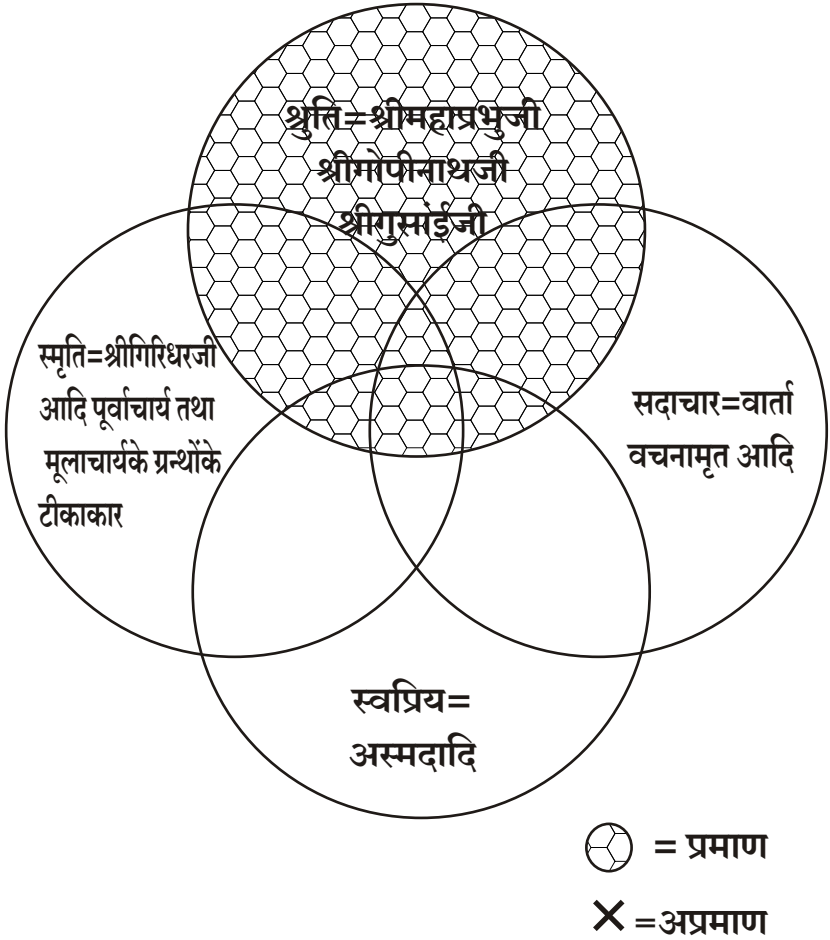 श्रुति=श्रीमहाप्रभुजी
श्रीगोपीनाथजी
श्रीगुसांईजी
स्मृति=श्रीगिरिधरजी
आदि पूर्वाचार्य तथा
मूलाचार्यके ग्रन्थोंके
टीकाकार
सदाचार=वार्ता
वचनामृत आदि
स्वप्रिय=
अस्मदादि
= प्रमाण
=अप्रमाण